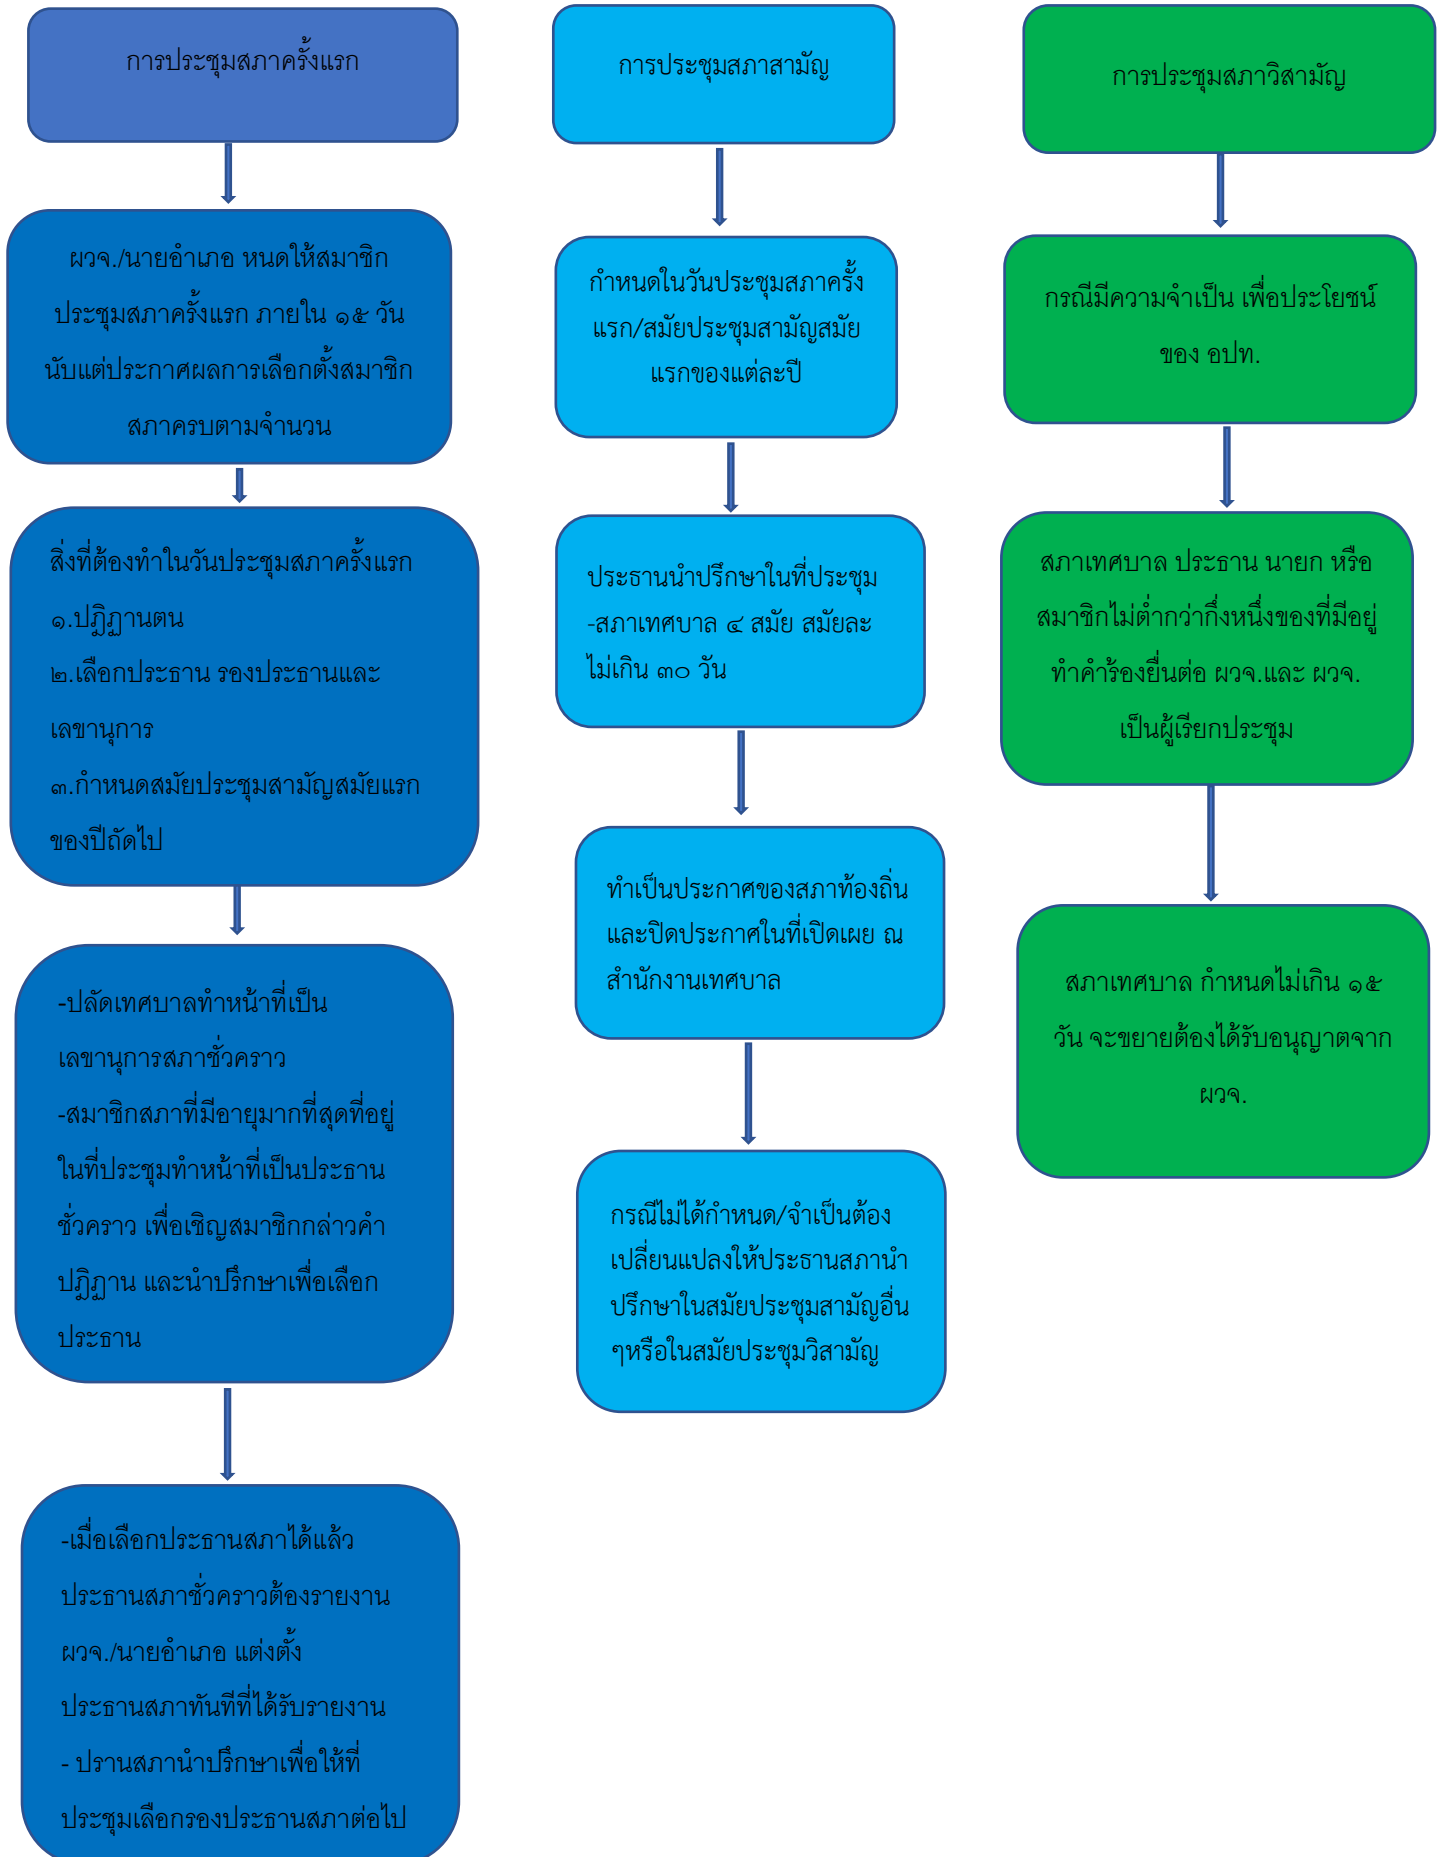 การประชุมสภาครั้งแรก
ผวจ./นายอำเภอ หนดให้สมาชิก
ประชุมสภาครั้งแรก ภายใน ๑๕ วัน
นับแต่ประกาศผลการเลือกตั้งสมาชิก
สภาครบตามจำนวน
สิ่งที่ต้องทำในวันประชุมสภาครั้งแรก
๑.ปฎิฏานตน
๒.เลือกประธาน รองประธานและ
เลขานุการ
๓.กำหนดสมัยประชุมสามัญสมัยแรก
ของปีถัดไป
-ปลัดเทศบาลทำหน้าที่เป็น
เลขานุการสภาชั่วคราว
-สมาชิกสภาที่มีอายุมากที่สุดที่อยู่
ในที่ประชุมทำหน้าที่เป็นประธาน
ชั่วคราว เพื่อเชิญสมาชิกกล่าวคำ
ปฎิฏาน และนำปรึกษาเพื่อเลือก
ประธาน
-เมื่อเลือกประธานสภาได้แล้ว
ประธานสภาชั่วคราวต้องรายงาน
ผวจ./นายอำเภอ แต่งตั้ง
ประธานสภาทันทีที่ได้รับรายงาน
- ปรานสภานำปรึกษาเพื่อให้ที่
ประชุมเลือกรองประธานสภาต่อไป
การประชุมสภาสามัญ
กำหนดในวันประชุมสภาครั้ง
แรก/สมัยประชุมสามัญสมัย
แรกของแต่ละปี
ประธานนำปรึกษาในที่ประชุม
-สภาเทศบาล ๔ สมัย สมัยละ
ไม่เกิน ๓๐ วัน
ทำเป็นประกาศของสภาท้องถิ่น
และปิดประกาศในที่เปิดเผย ณ
สำนักงานเทศบาล
กรณีไม่ได้กำหนด/จำเป็นต้อง
เปลี่ยนแปลงให้ประธานสภานำ
ปรึกษาในสมัยประชุมสามัญอื่น
ๆหรือในสมัยประชุมวิสามัญ
การประชุมสภาวิสามัญ
กรณีมีความจำเป็น เพื่อประโยชน์
ของ อปท.
สภาเทศบาล ประธาน นายก หรือ
สมาชิกไม่ต่ำกว่ากึ่งหนึ่งของที่มีอยู่
ทำคำร้องยื่นต่อ ผวจ.และ ผวจ.
เป็นผู้เรียกประชุม
สภาเทศบาล กำหนดไม่เกิน ๑๕
วัน จะขยายต้องได้รับอนุญาตจาก
ผวจ.